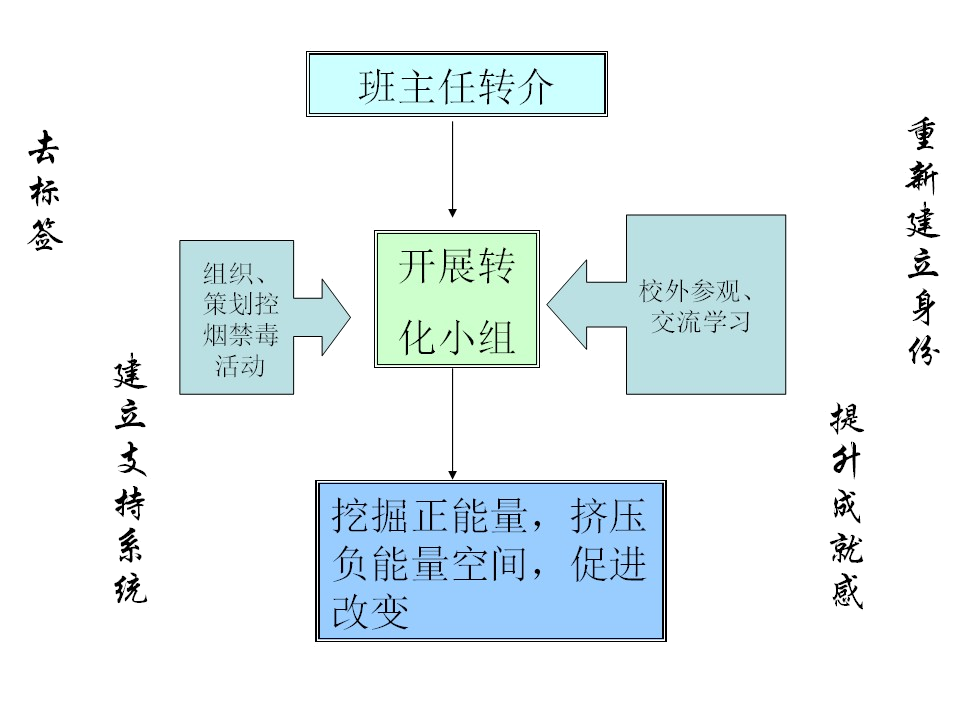 班主任转介
去标签
重新建立身份
组织、
策划控
烟禁毒
活动
开展转
化小组
校外参观、
交流学习
建立支持系统
提升成就感
挖掘正能量，挤压
负能量空间，促进
改变